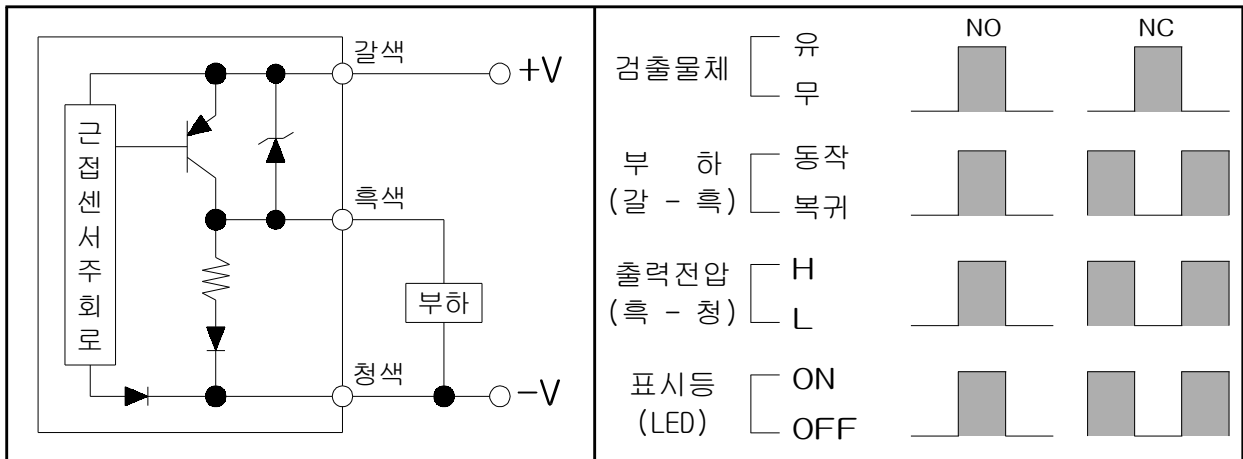 갈색
+V
근접센서주회로
흑색
부하
청색
-V
NO
NC
검출물체
유
무
부 하
(갈 - 흑)
동작
복귀
출력전압
(흑 - 청)
H
L
표시등
(LED)
ON
OFF